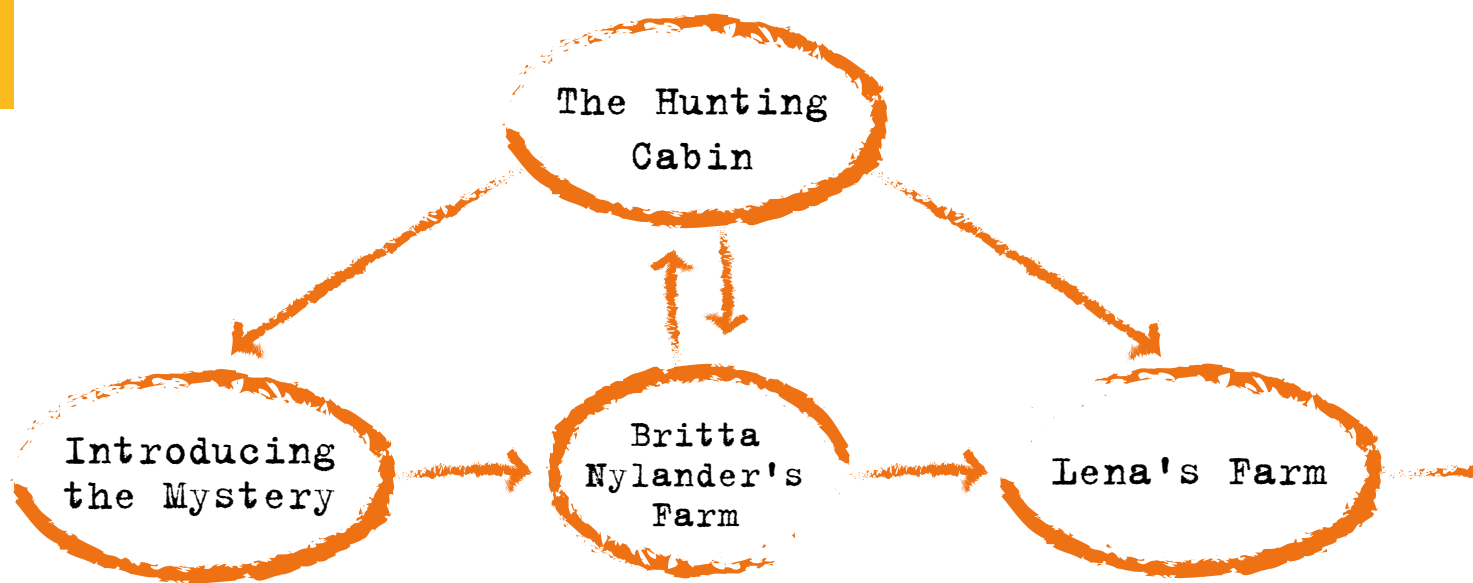 The Hunting
Cabin
Introducing
the Mystery
Britta
Nylander's
Farm
Lena's Farm